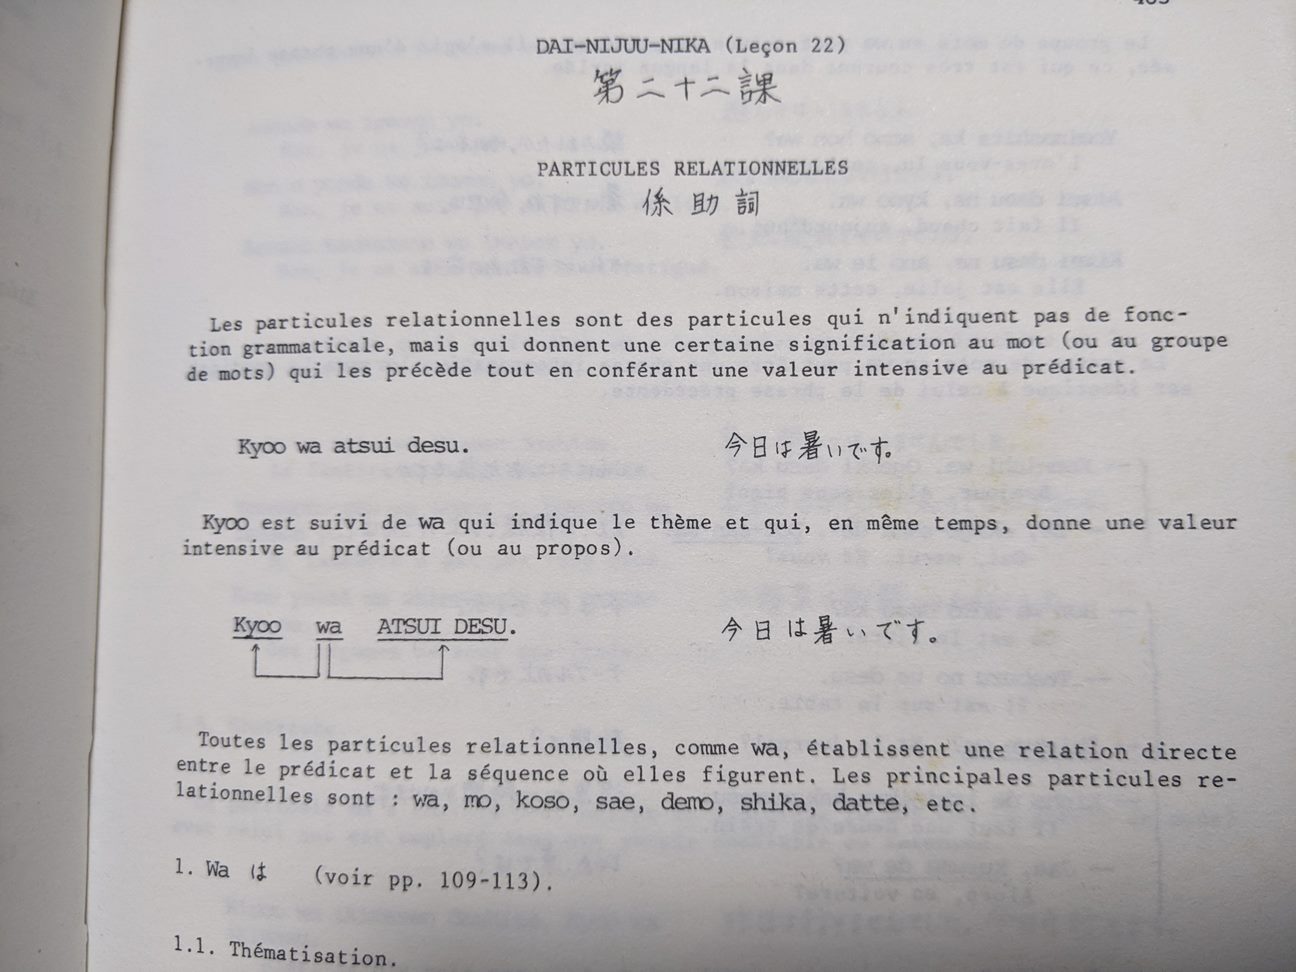 DAI-NIJUU-NIKA (Leçon 22)
第二十二課
PARTICULES RELATIONNELLES
係助詞
Les particules relationnelles sont des particules qui n'indiquent pas de fonc-
tion grammaticale, mais qui donnent une certaine signification au mot (ou au groupe
de mots) qui les précède tout en conférant une valeur intensive au prédicat.
Kyoo wa atsui desu. 今日は暑いです。
Kyoo est suivi de wa qui indique le thème et qui, en même temps, donne une valeur
intensive au prédicat (ou au propos).
Kyoo wa ATSUI DESU. 今日は暑いです。
Toutes les particules relationnelles, comme wa, établissent une relation directe
entre le prédicat et la séquence où elles figurent. Les principales particules re-
lationnelles sont : wa, mo, koso, sae, demo, shika, datte, etc.
1. Wa は (voir pp. 109-113).
1.1. Thématisation.